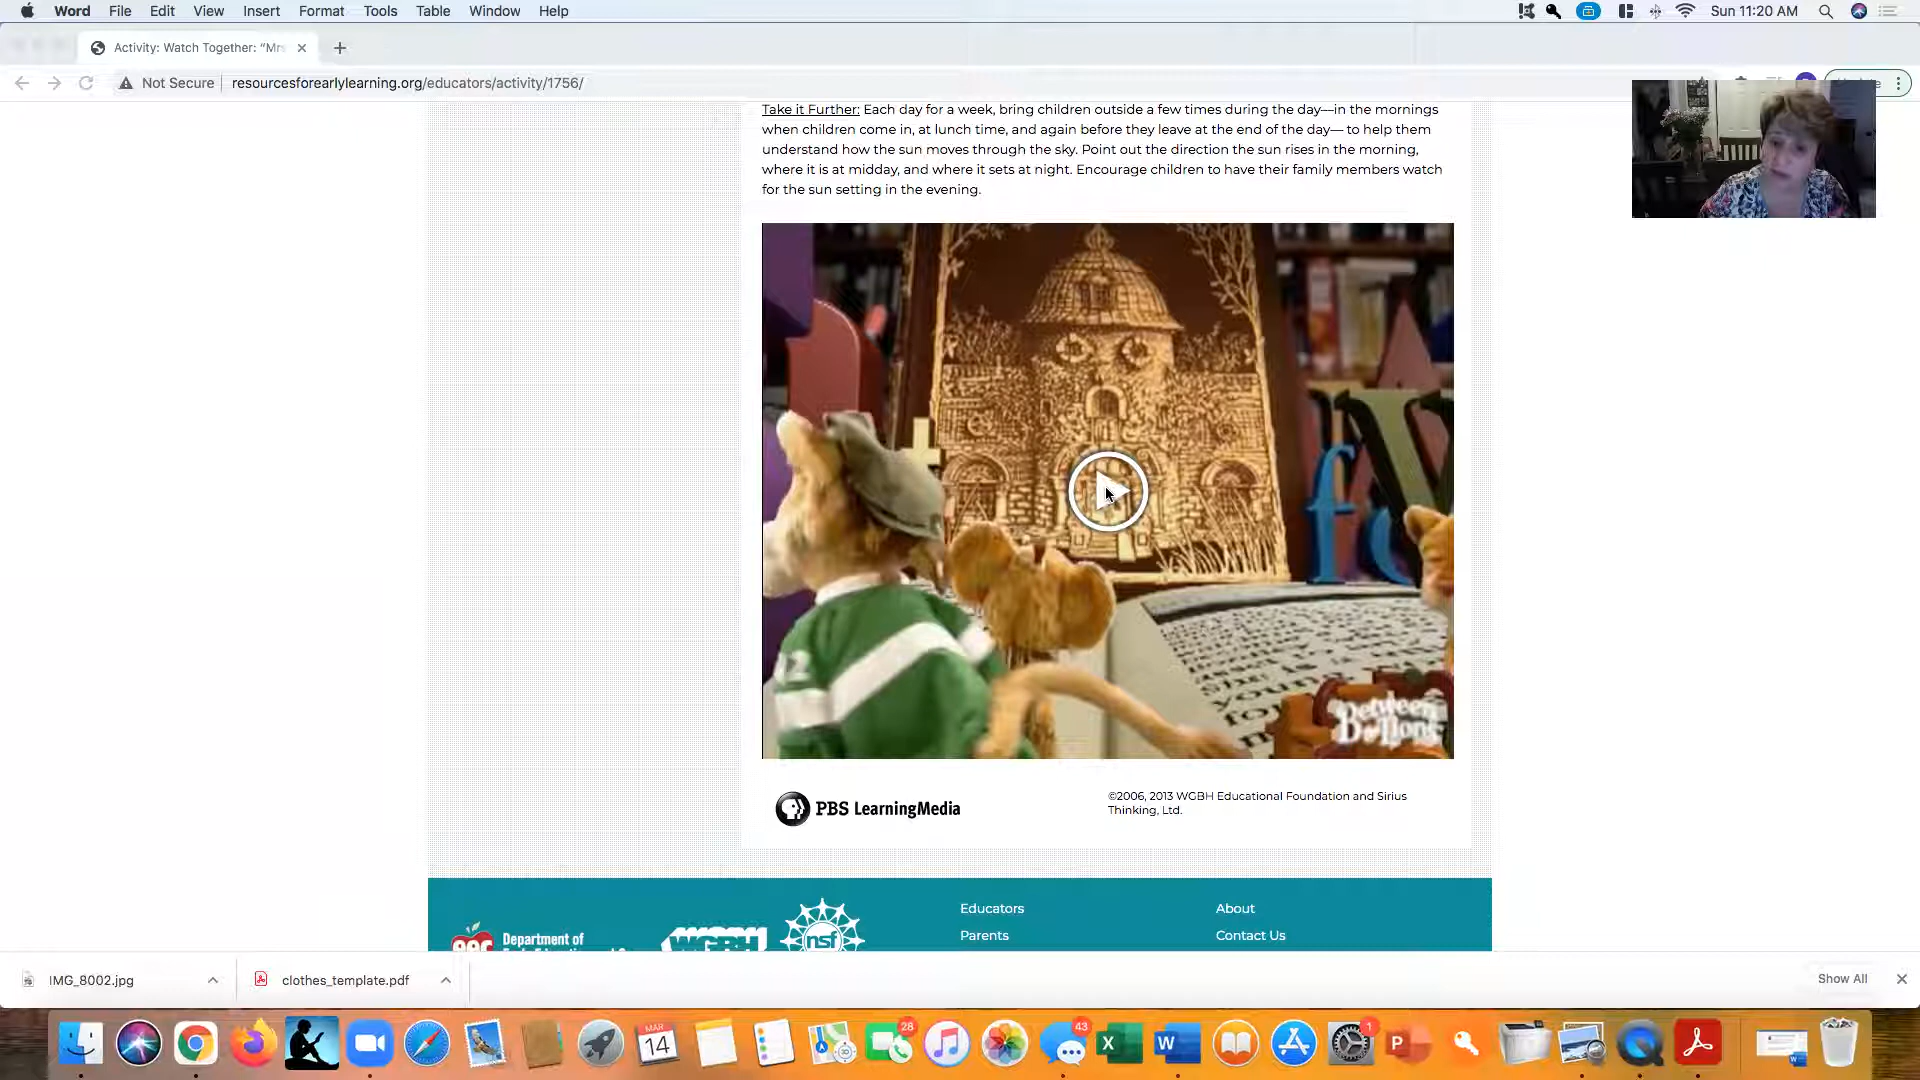 Word File Edit View Insert Format Tools Table Window Help Sun 11:20 AM
Activity: Watch Together: “Mr
Not Secure resourcesforearlylearning.org/educators/activity/1756/
Take it Further: Each day for a week, bring children outside a few times during the day—in the mornings
when children come in, at lunch time, and again before they leave at the end of the day— to help them
understand how the sun moves through the sky. Point out the direction the sun rises in the morning,
where it is at midday, and where it sets at night. Encourage children to have their family members watch
for the sun setting in the evening.
f
Between
the Lions
PBS LearningMedia
©2006, 2013 WGBH Educational Foundation and Sirius
Thinking, Ltd.
Educators About
Department of WGBH nsf
Parents Contact Us
IMG_8002.jpg clothes_template.pdf Show All
28 43 1
MAR
14
X W P